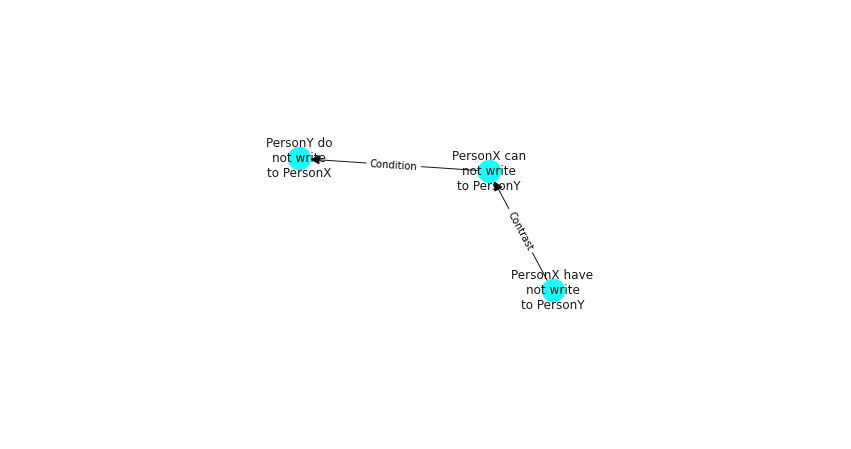 PersonY do
not write
to PersonX
Condition
PersonX can
not write
to PersonY
Contrast
PersonX have
not write
to PersonY